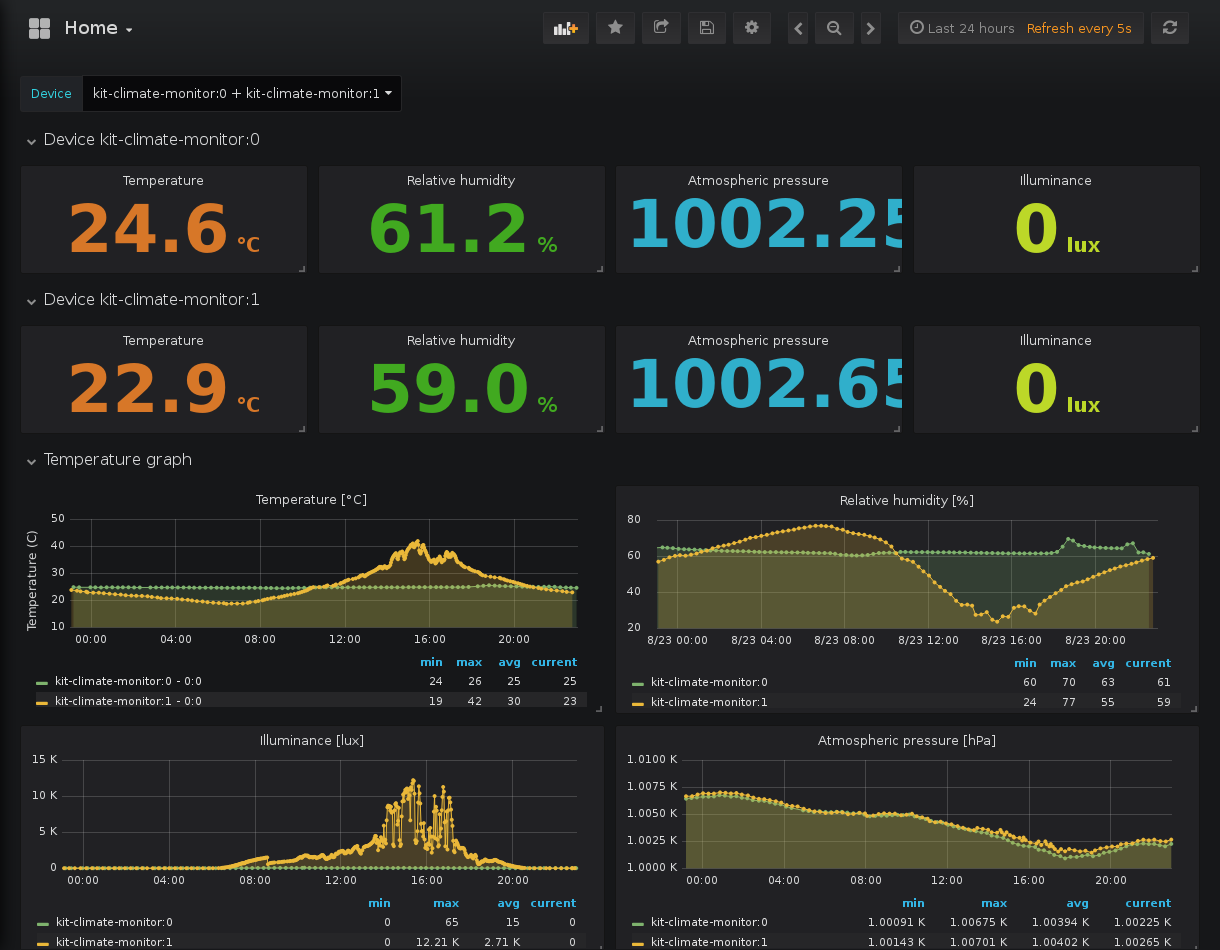 Home
Last 24 hours Refresh every 5s
Device kit-climate-monitor:0 + kit-climate-monitor:1
Device kit-climate-monitor:0
Temperature Relative humidity Atmospheric pressure Illuminance
24.6 °C 61.2 % 1002.25 0 lux
Device kit-climate-monitor:1
Temperature Relative humidity Atmospheric pressure Illuminance
22.9 °C 59.0 % 1002.65 0 lux
Temperature graph
Temperature [°C]
Temperature (C)
50
40
30
20
10
00:00 04:00 08:00 12:00 16:00 20:00
min max avg current
kit-climate-monitor:0 - 0:0 24 26 25 25
kit-climate-monitor:1 - 0:0 19 42 30 23
Relative humidity [%]
80
60
40
20
8/23 00:00 8/23 04:00 8/23 08:00 8/23 12:00 8/23 16:00 8/23 20:00
min max avg current
kit-climate-monitor:0 60 70 63 61
kit-climate-monitor:1 24 77 55 59
Illuminance [lux]
15 K
10 K
5 K
0
00:00 04:00 08:00 12:00 16:00 20:00
min max avg current
kit-climate-monitor:0 0 65 15 0
kit-climate-monitor:1 0 12.21 K 2.71 K 0
Atmospheric pressure [hPa]
1.0100 K
1.0075 K
1.0050 K
1.0025 K
1.0000 K
00:00 04:00 08:00 12:00 16:00 20:00
min max avg current
kit-climate-monitor:0 1.00091 K 1.00675 K 1.00394 K 1.00225 K
kit-climate-monitor:1 1.00143 K 1.00701 K 1.00402 K 1.00265 K